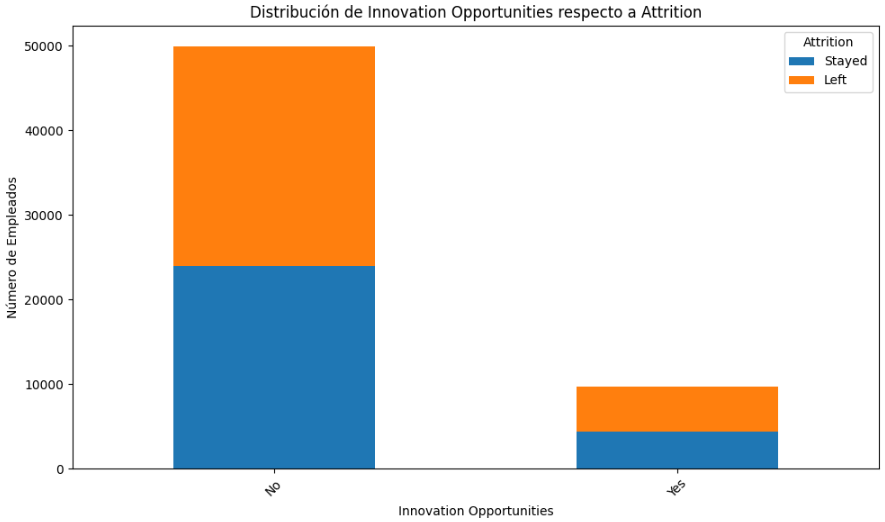 Distribución de Innovation Opportunities respecto a Attrition
Attrition
Stayed
Left
Número de Empleados
50000
40000
30000
20000
10000
0
No
Yes
Innovation Opportunities